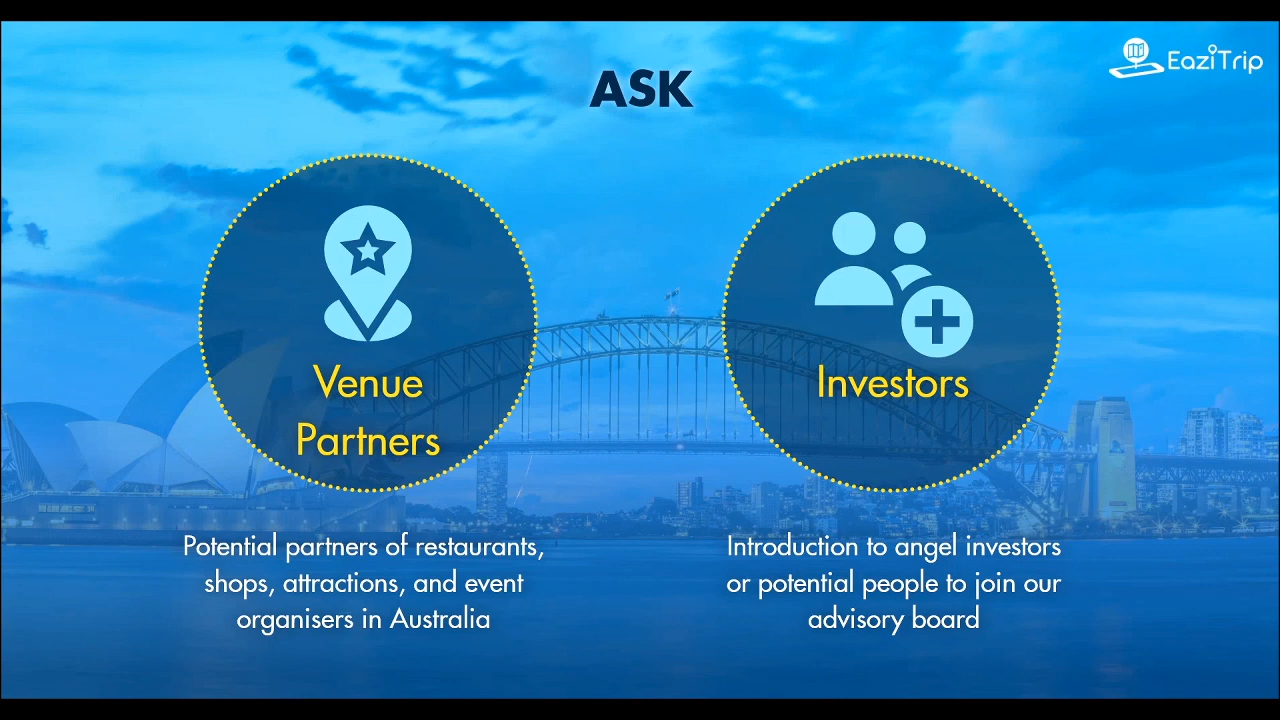 EaziTrip
ASK
Venue
Partners
Potential partners of restaurants,
shops, attractions, and event
organisers in Australia
Investors
Introduction to angel investors
or potential people to join our
advisory board